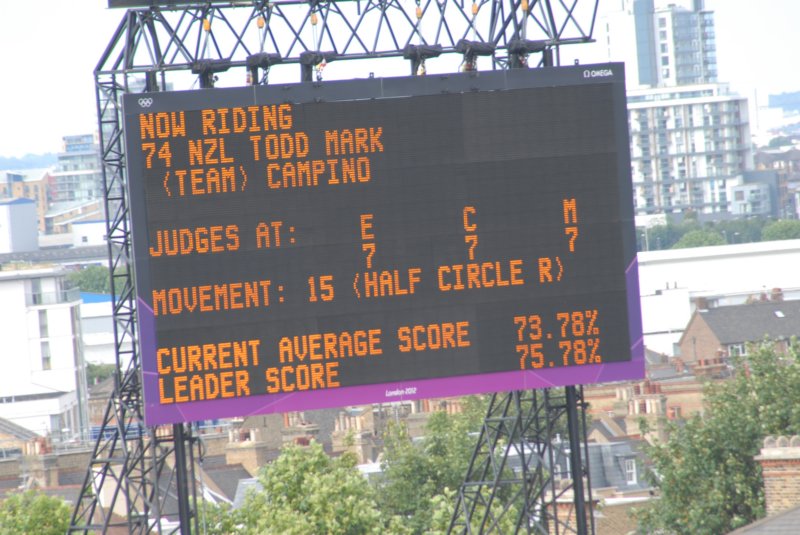 Ω OMEGA
NOW RIDING
74 NZL TODD MARK
(TEAM) CAMPINO
JUDGES AT: E C M
7 7 7
MOVEMENT: 15 (HALF CIRCLE R)
CURRENT AVERAGE SCORE 73.78%
LEADER SCORE 75.78%
London 2012